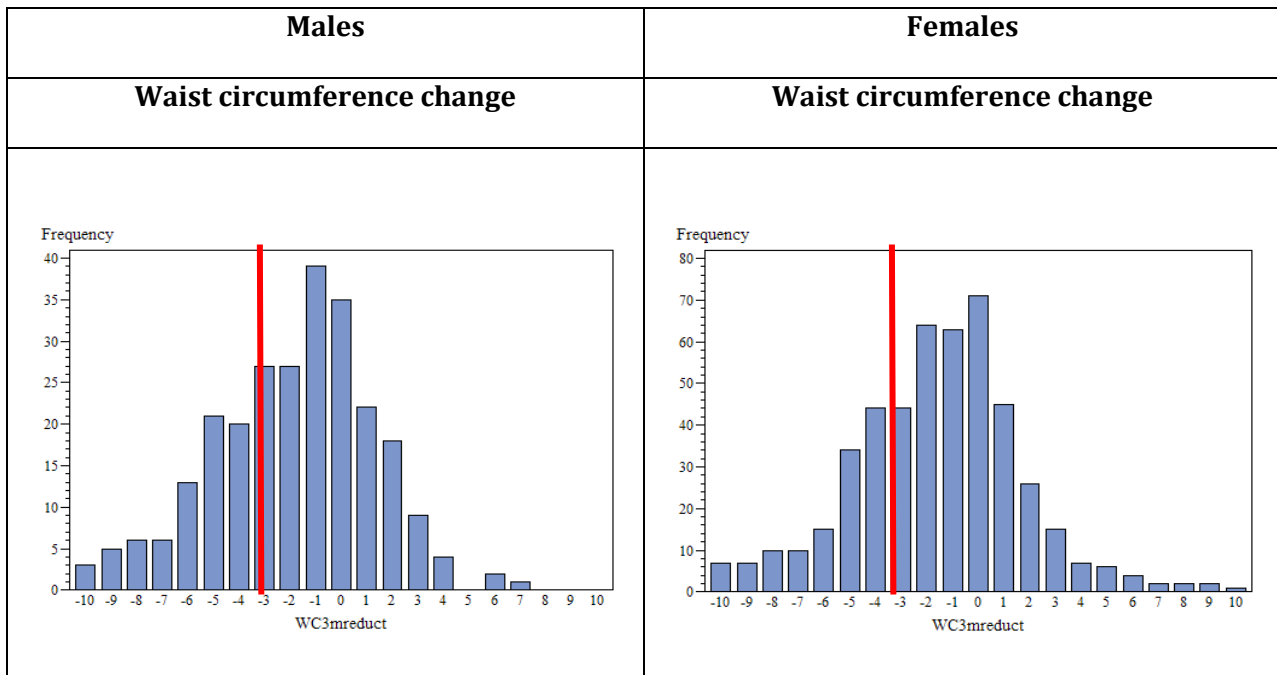 Males
Females
Waist circumference change
Waist circumference change
Frequency
40
35
30
25
20
15
10
5
0
-10 -9 -8 -7 -6 -5 -4 -3 -2 -1 0 1 2 3 4 5 6 7 8 9 10
WC3mreduct
Frequency
80
70
60
50
40
30
20
10
0
-10 -9 -8 -7 -6 -5 -4 -3 -2 -1 0 1 2 3 4 5 6 7 8 9 10
WC3mreduct